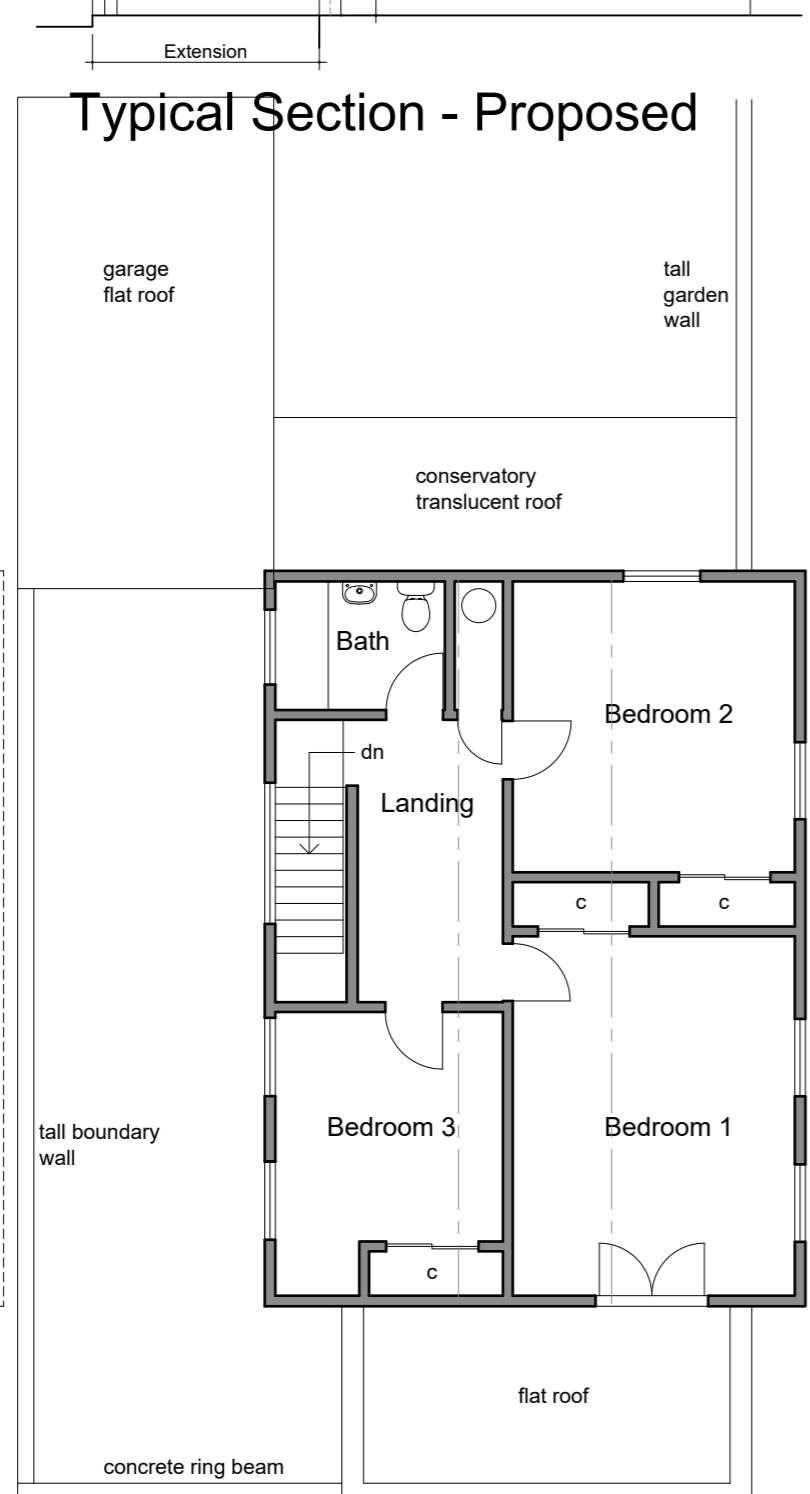 Extension
Typical Section - Proposed
garage
flat roof
tall
garden
wall
conservatory
translucent roof
Bath
Bedroom 2
dn
Landing
c
c
Bedroom 3
Bedroom 1
tall boundary
wall
c
flat roof
concrete ring beam